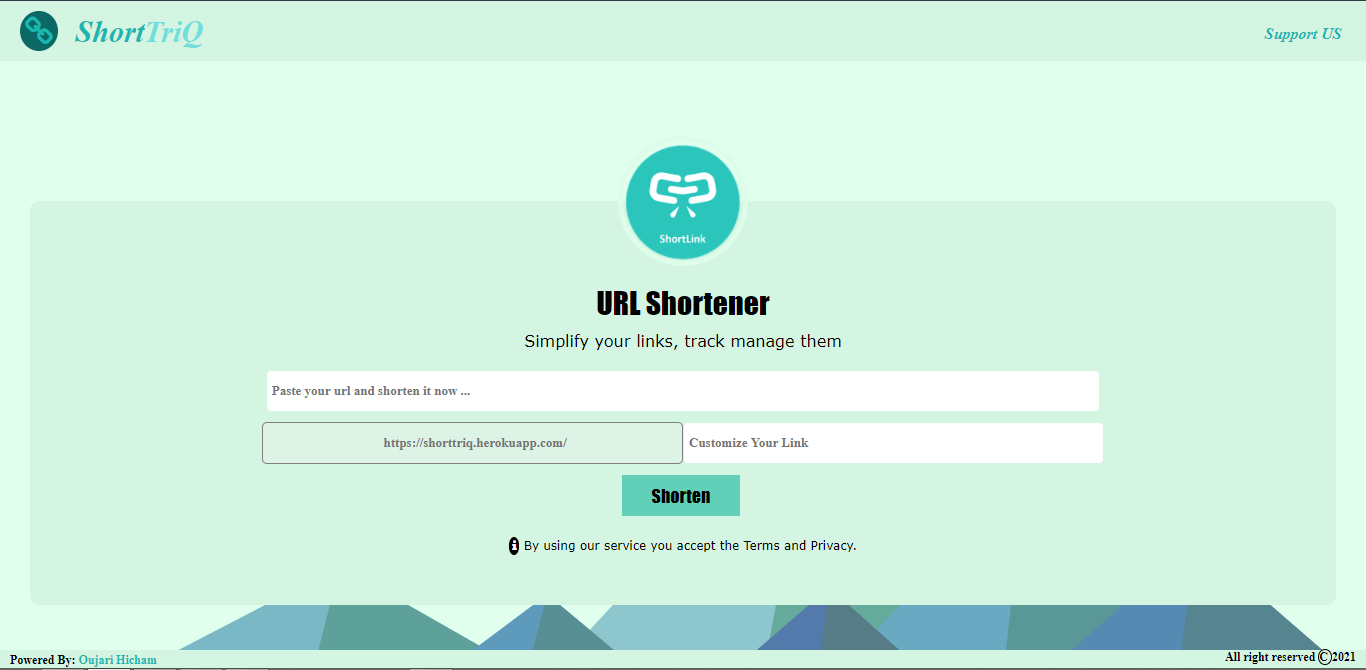 ShortTriQ
Support US
ShortLink
URL Shortener
Simplify your links, track manage them
Paste your url and shorten it now ...
https://shorttriq.herokuapp.com/
Customize Your Link
Shorten
By using our service you accept the Terms and Privacy.
Powered By: Oujari Hicham
All right reserved Ⓒ2021